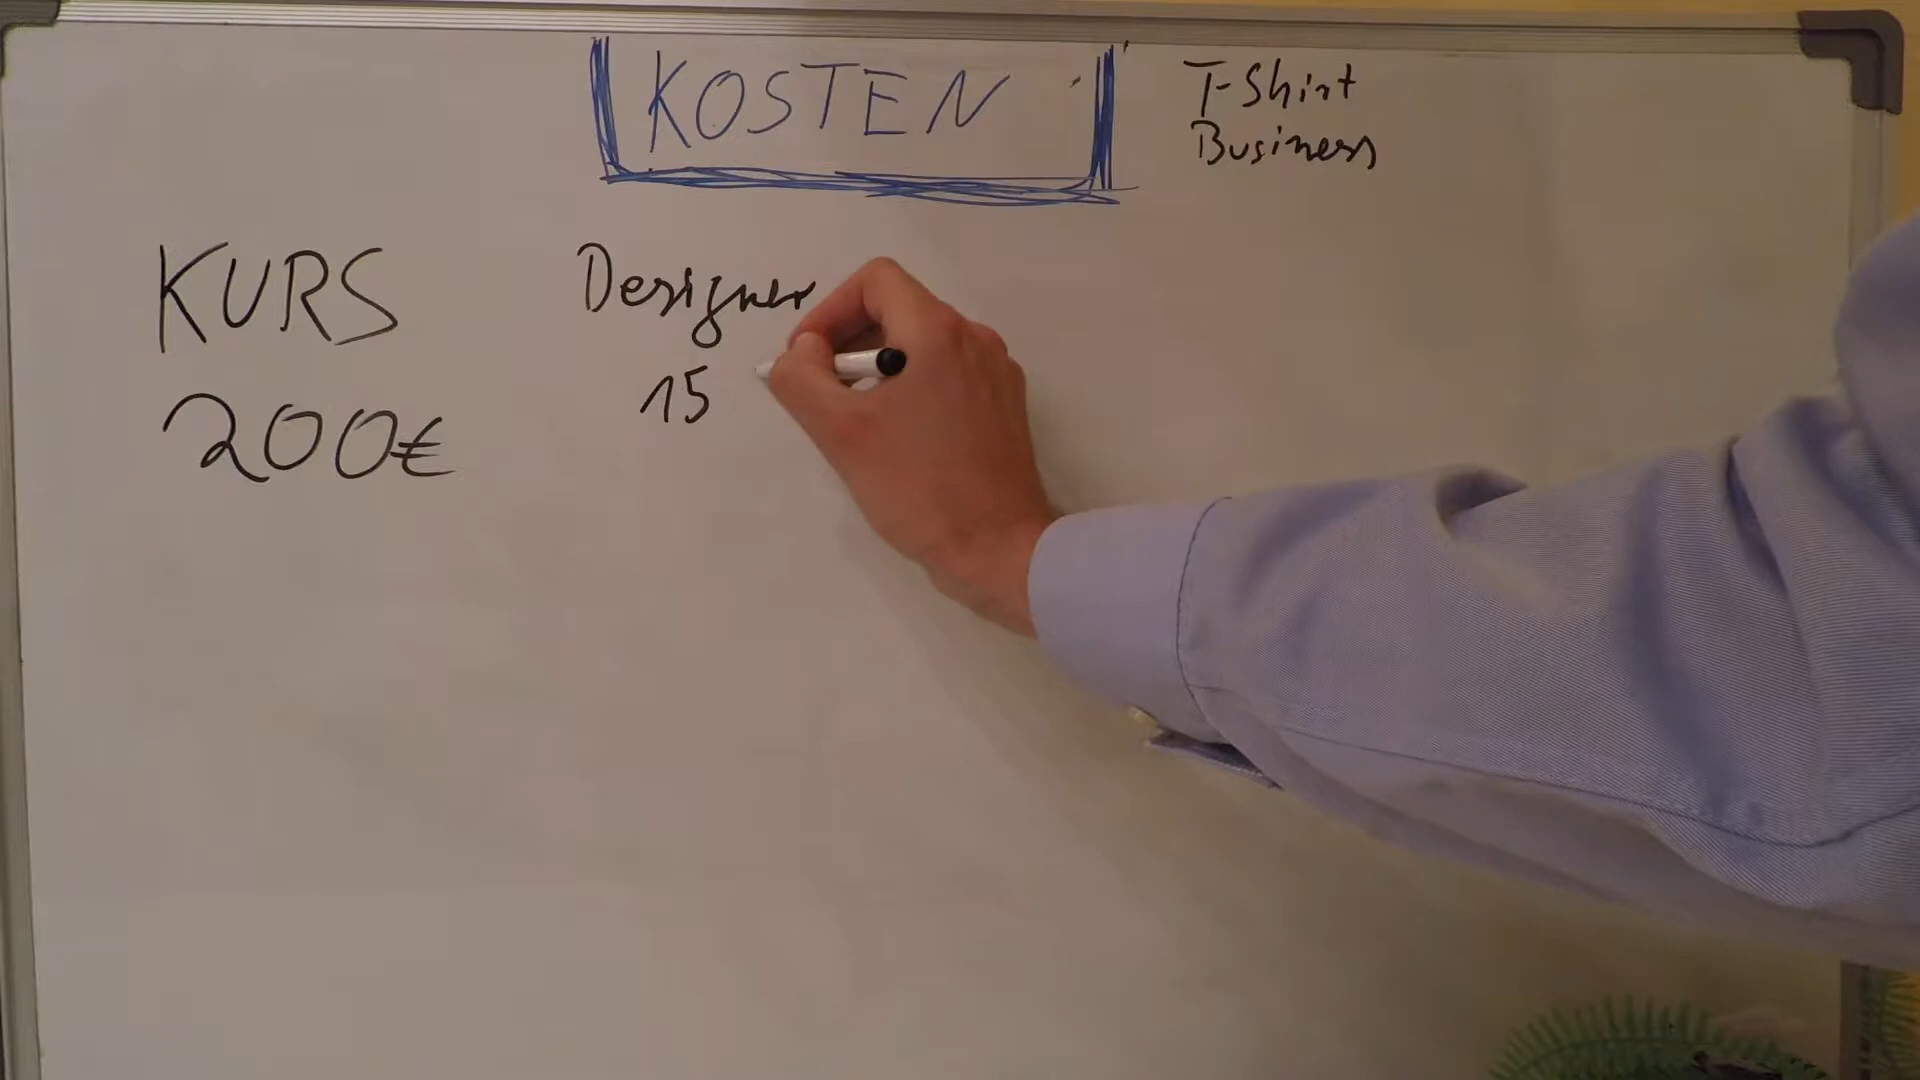 KOSTEN
T-Shirt
Business
KURS
200€
Designer
15